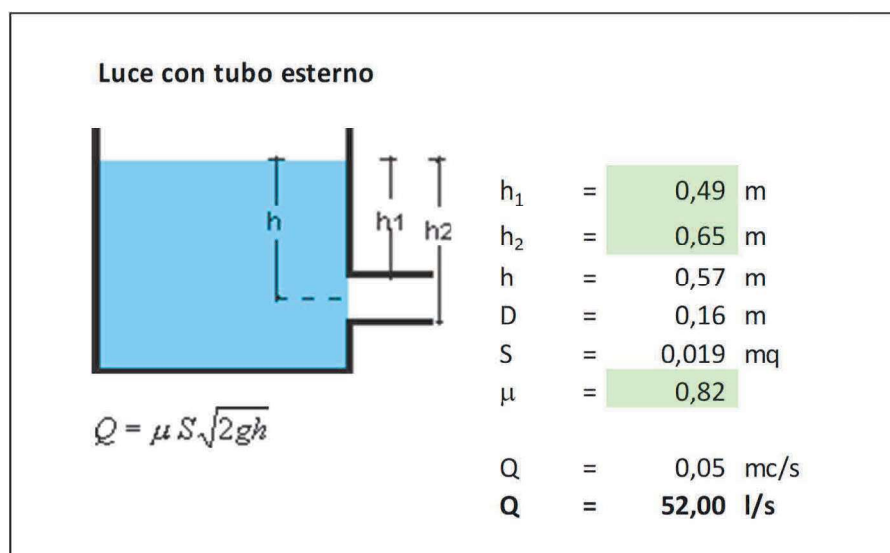 Luce con tubo esterno
h
h1
h2
Q = μ S√2gh
h₁ = 0,49 m
h₂ = 0,65 m
h = 0,57 m
D = 0,16 m
S = 0,019 mq
μ = 0,82
Q = 0,05 mc/s
Q = 52,00 l/s